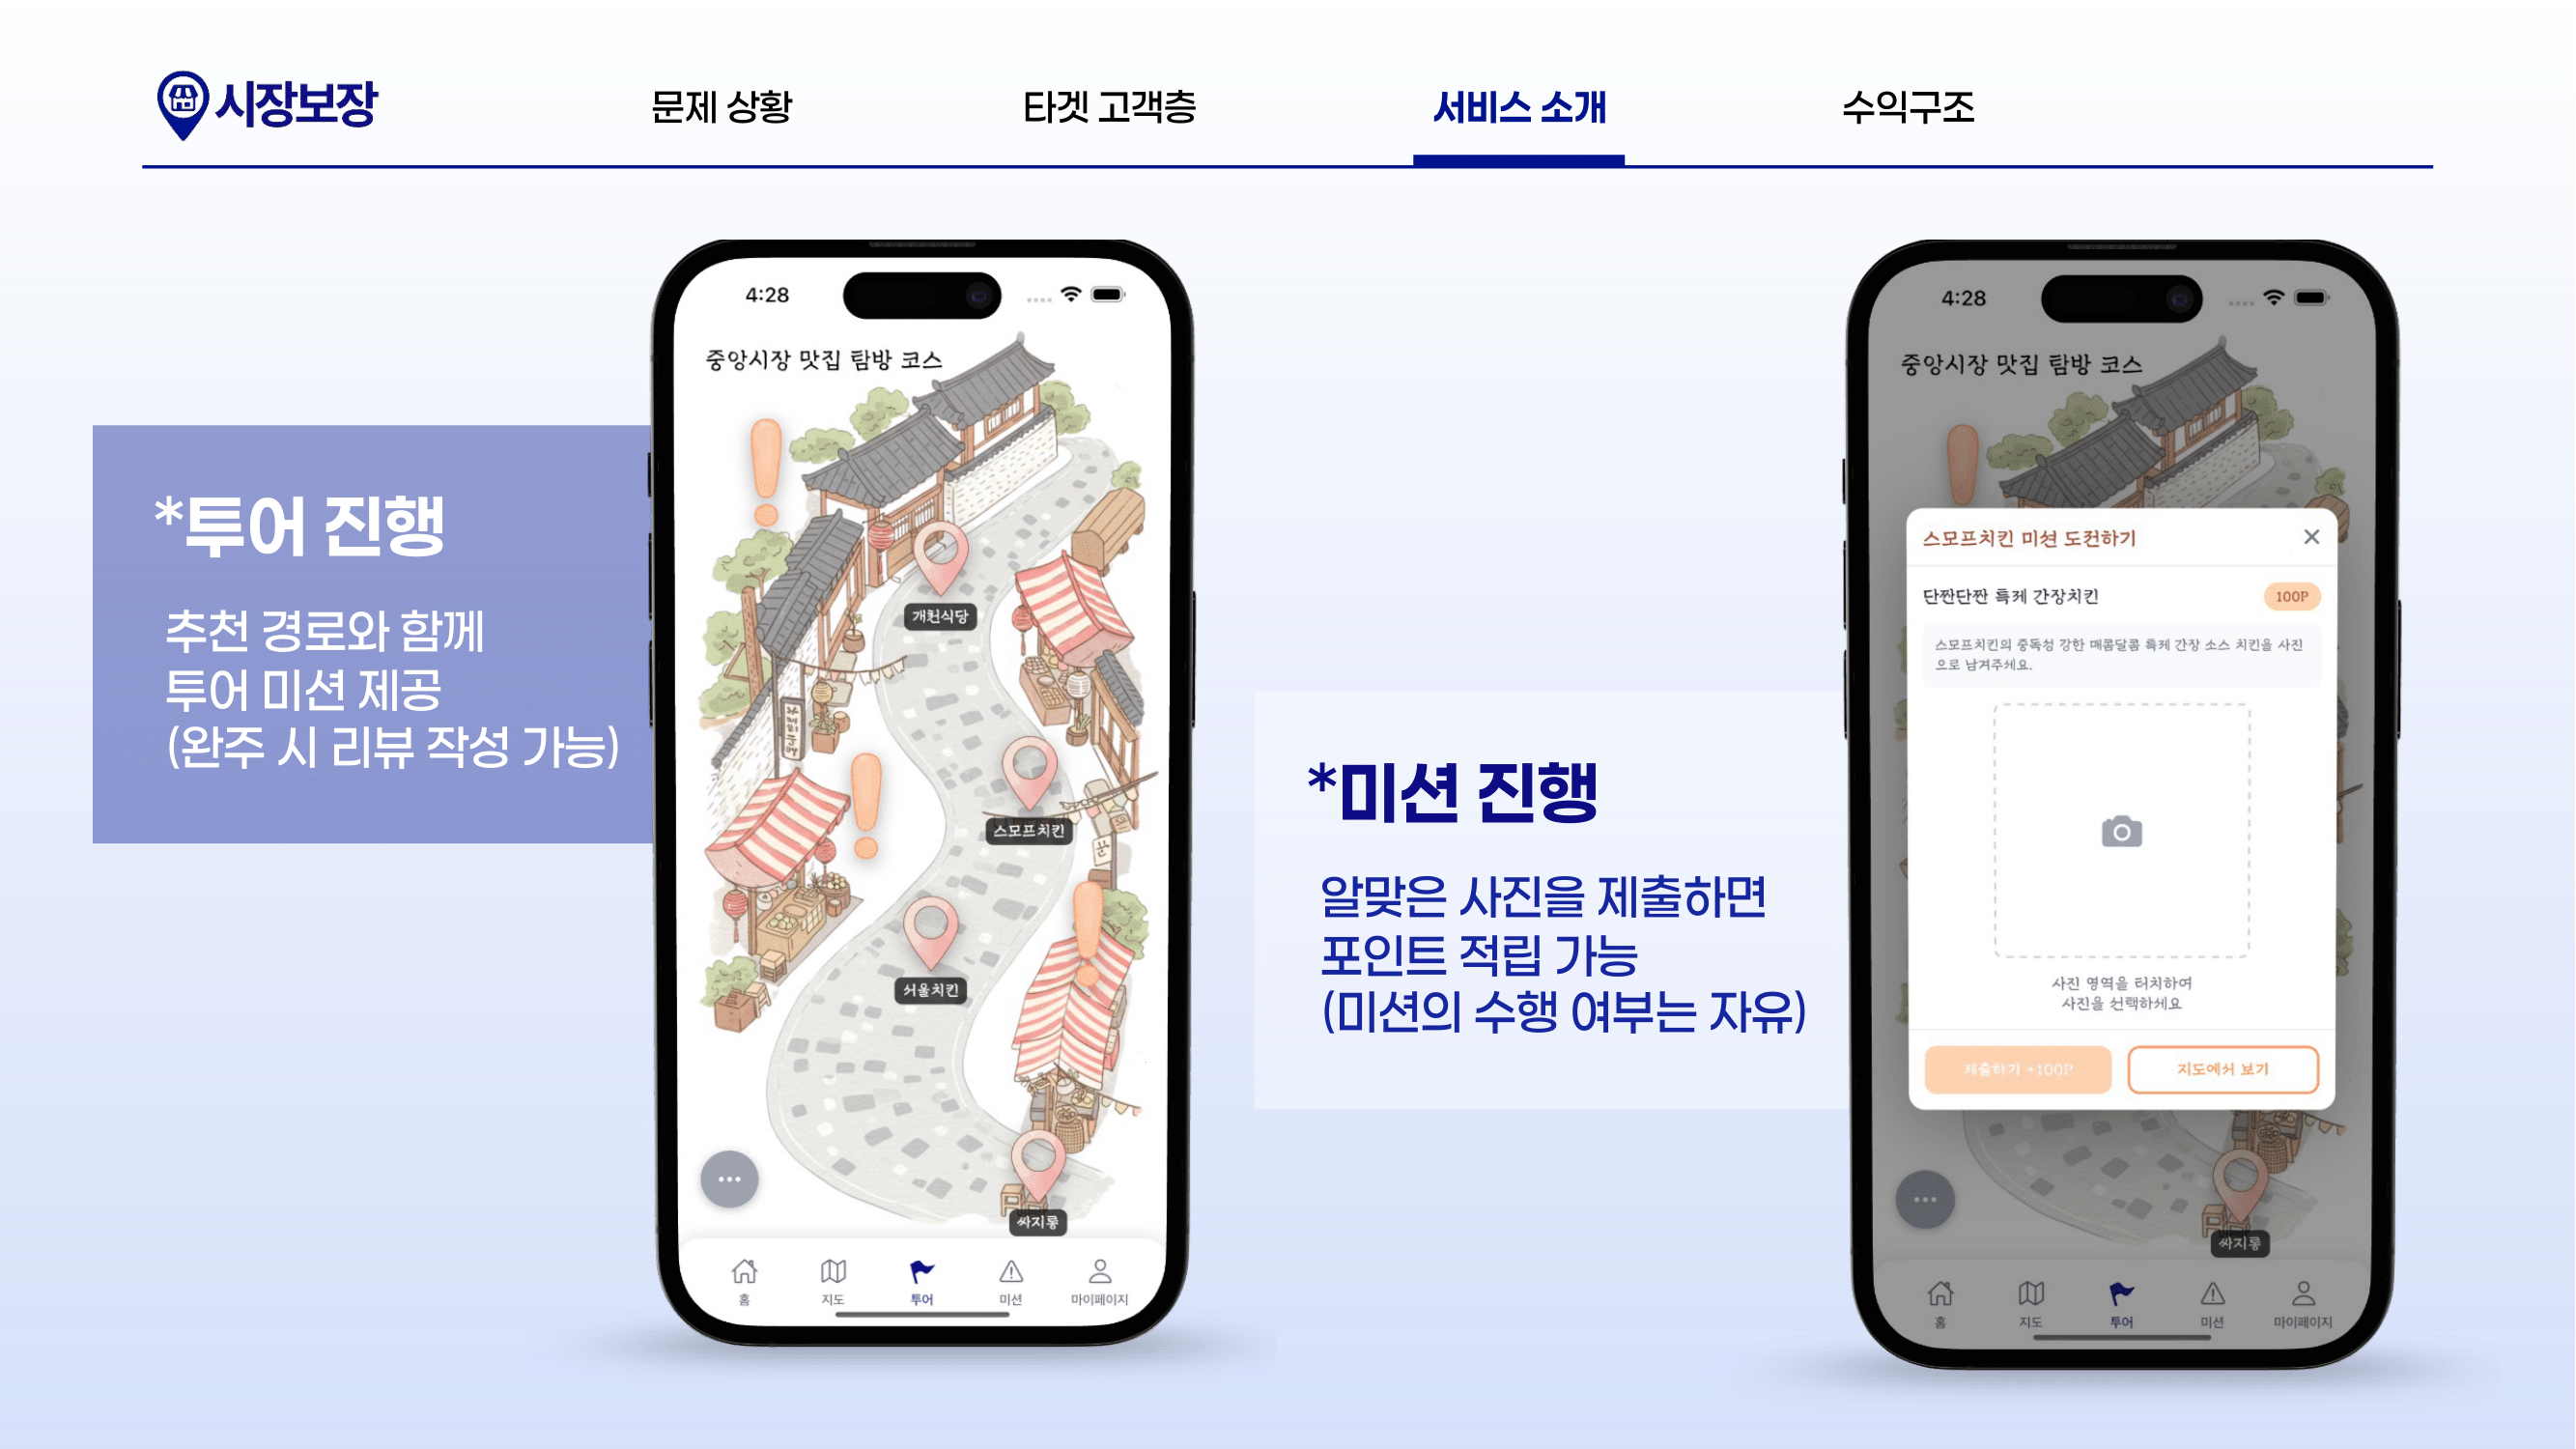 시장보장
문제 상황
타겟 고객층
서비스 소개
수익구조
*투어 진행
추천 경로와 함께
투어 미션 제공
(완주 시 리뷰 작성 가능)
4:28
중앙시장 맛집 탐방 코스
개천식당
스모프치킨
서울치킨
싸지롱
홈
지도
투어
미션
마이페이지
*미션 진행
알맞은 사진을 제출하면
포인트 적립 가능
(미션의 수행 여부는 자유)
4:28
중앙시장 맛집 탐방 코스
스모프치킨 미션 도전하기
단짠단짠 특케 간장치킨
100P
스모프치킨의 중독성 강한 매콤달콤 특케 간장 소스 치킨을 사진
으로 남겨주세요.
사진 영역을 터치하여
사진을 선택하세요
제출하기 +100P
지도에서 보기
싸지롱
홈
지도
투어
미션
마이페이지